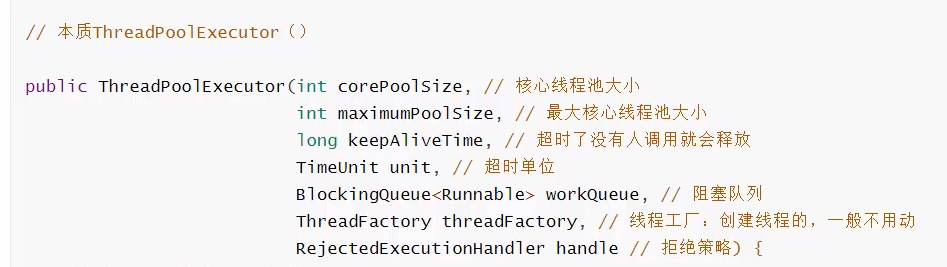 // 本质ThreadPoolExecutor（）
public ThreadPoolExecutor(int corePoolSize, // 核心线程池大小
int maximumPoolSize, // 最大核心线程池大小
long keepAliveTime, // 超时了没有人调用就会释放
TimeUnit unit, // 超时单位
BlockingQueue<Runnable> workQueue, // 阻塞队列
ThreadFactory threadFactory, // 线程工厂：创建线程的，一般不用动
RejectedExecutionHandler handle // 拒绝策略) {